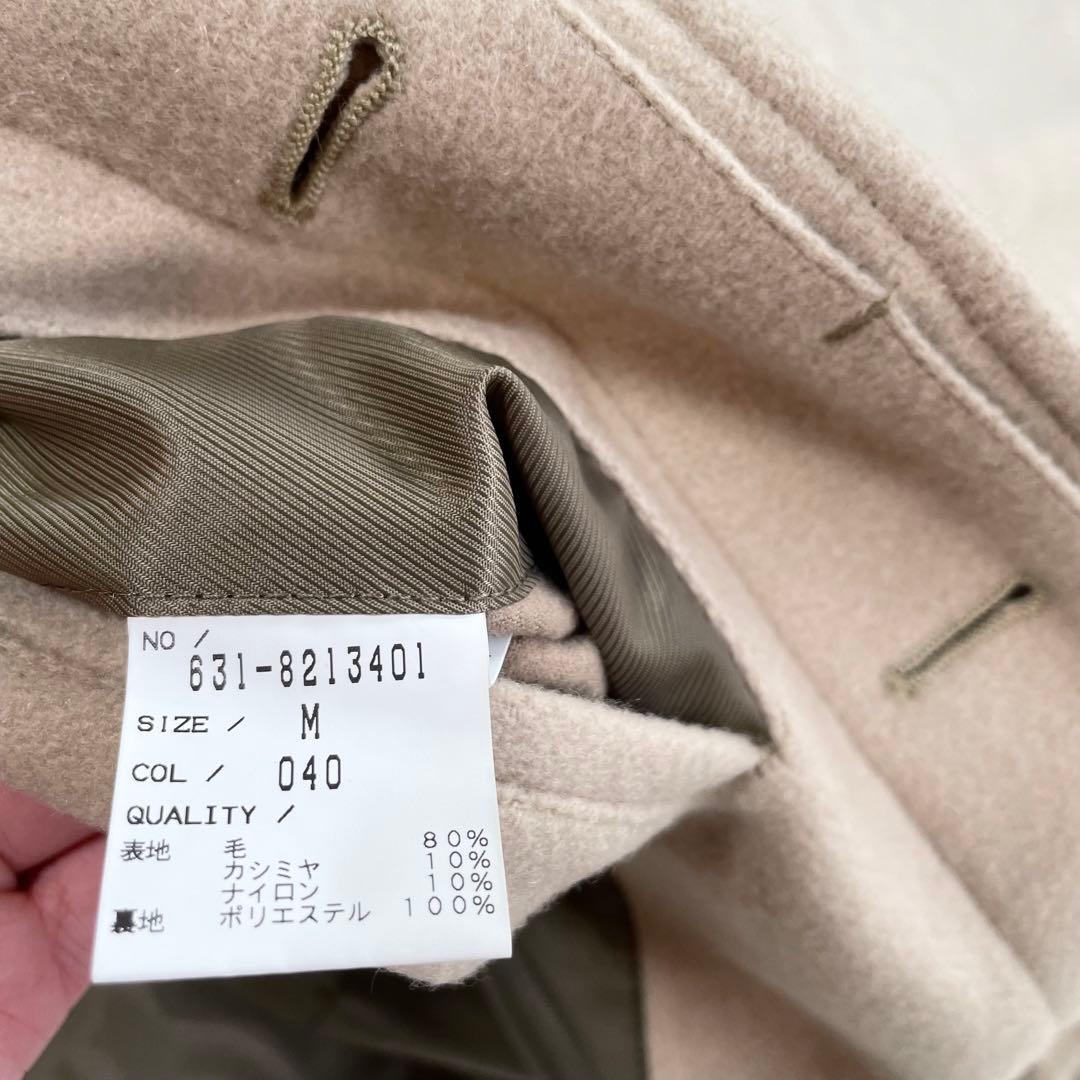 NO /
631-8213401
SIZE / M
COL / 040
QUALITY /
表地 毛 80%
カシミヤ 10%
ナイロン 10%
裏地 ポリエステル 100%